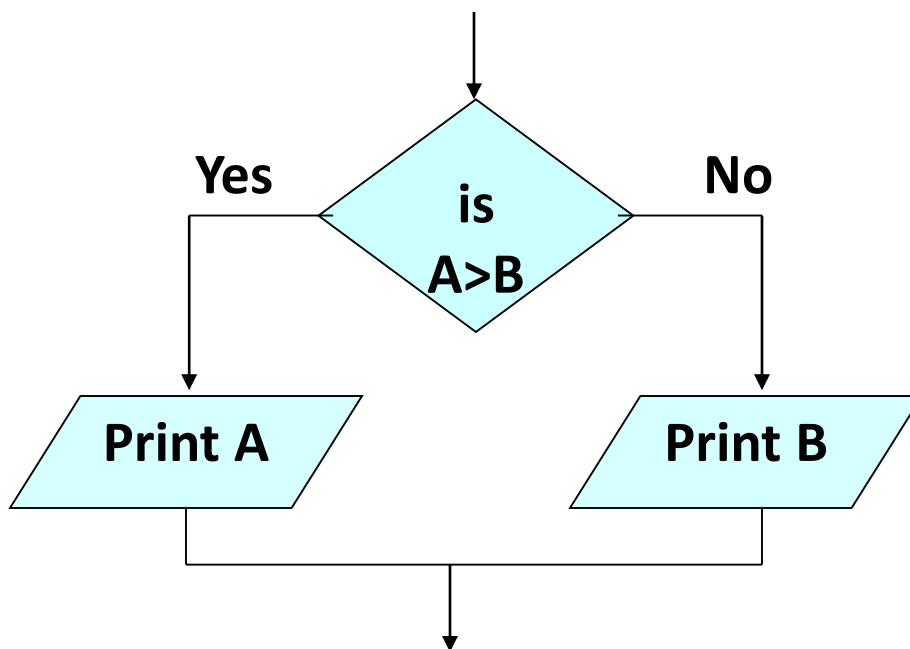 Yes
No
is
A>B
Print A
Print B